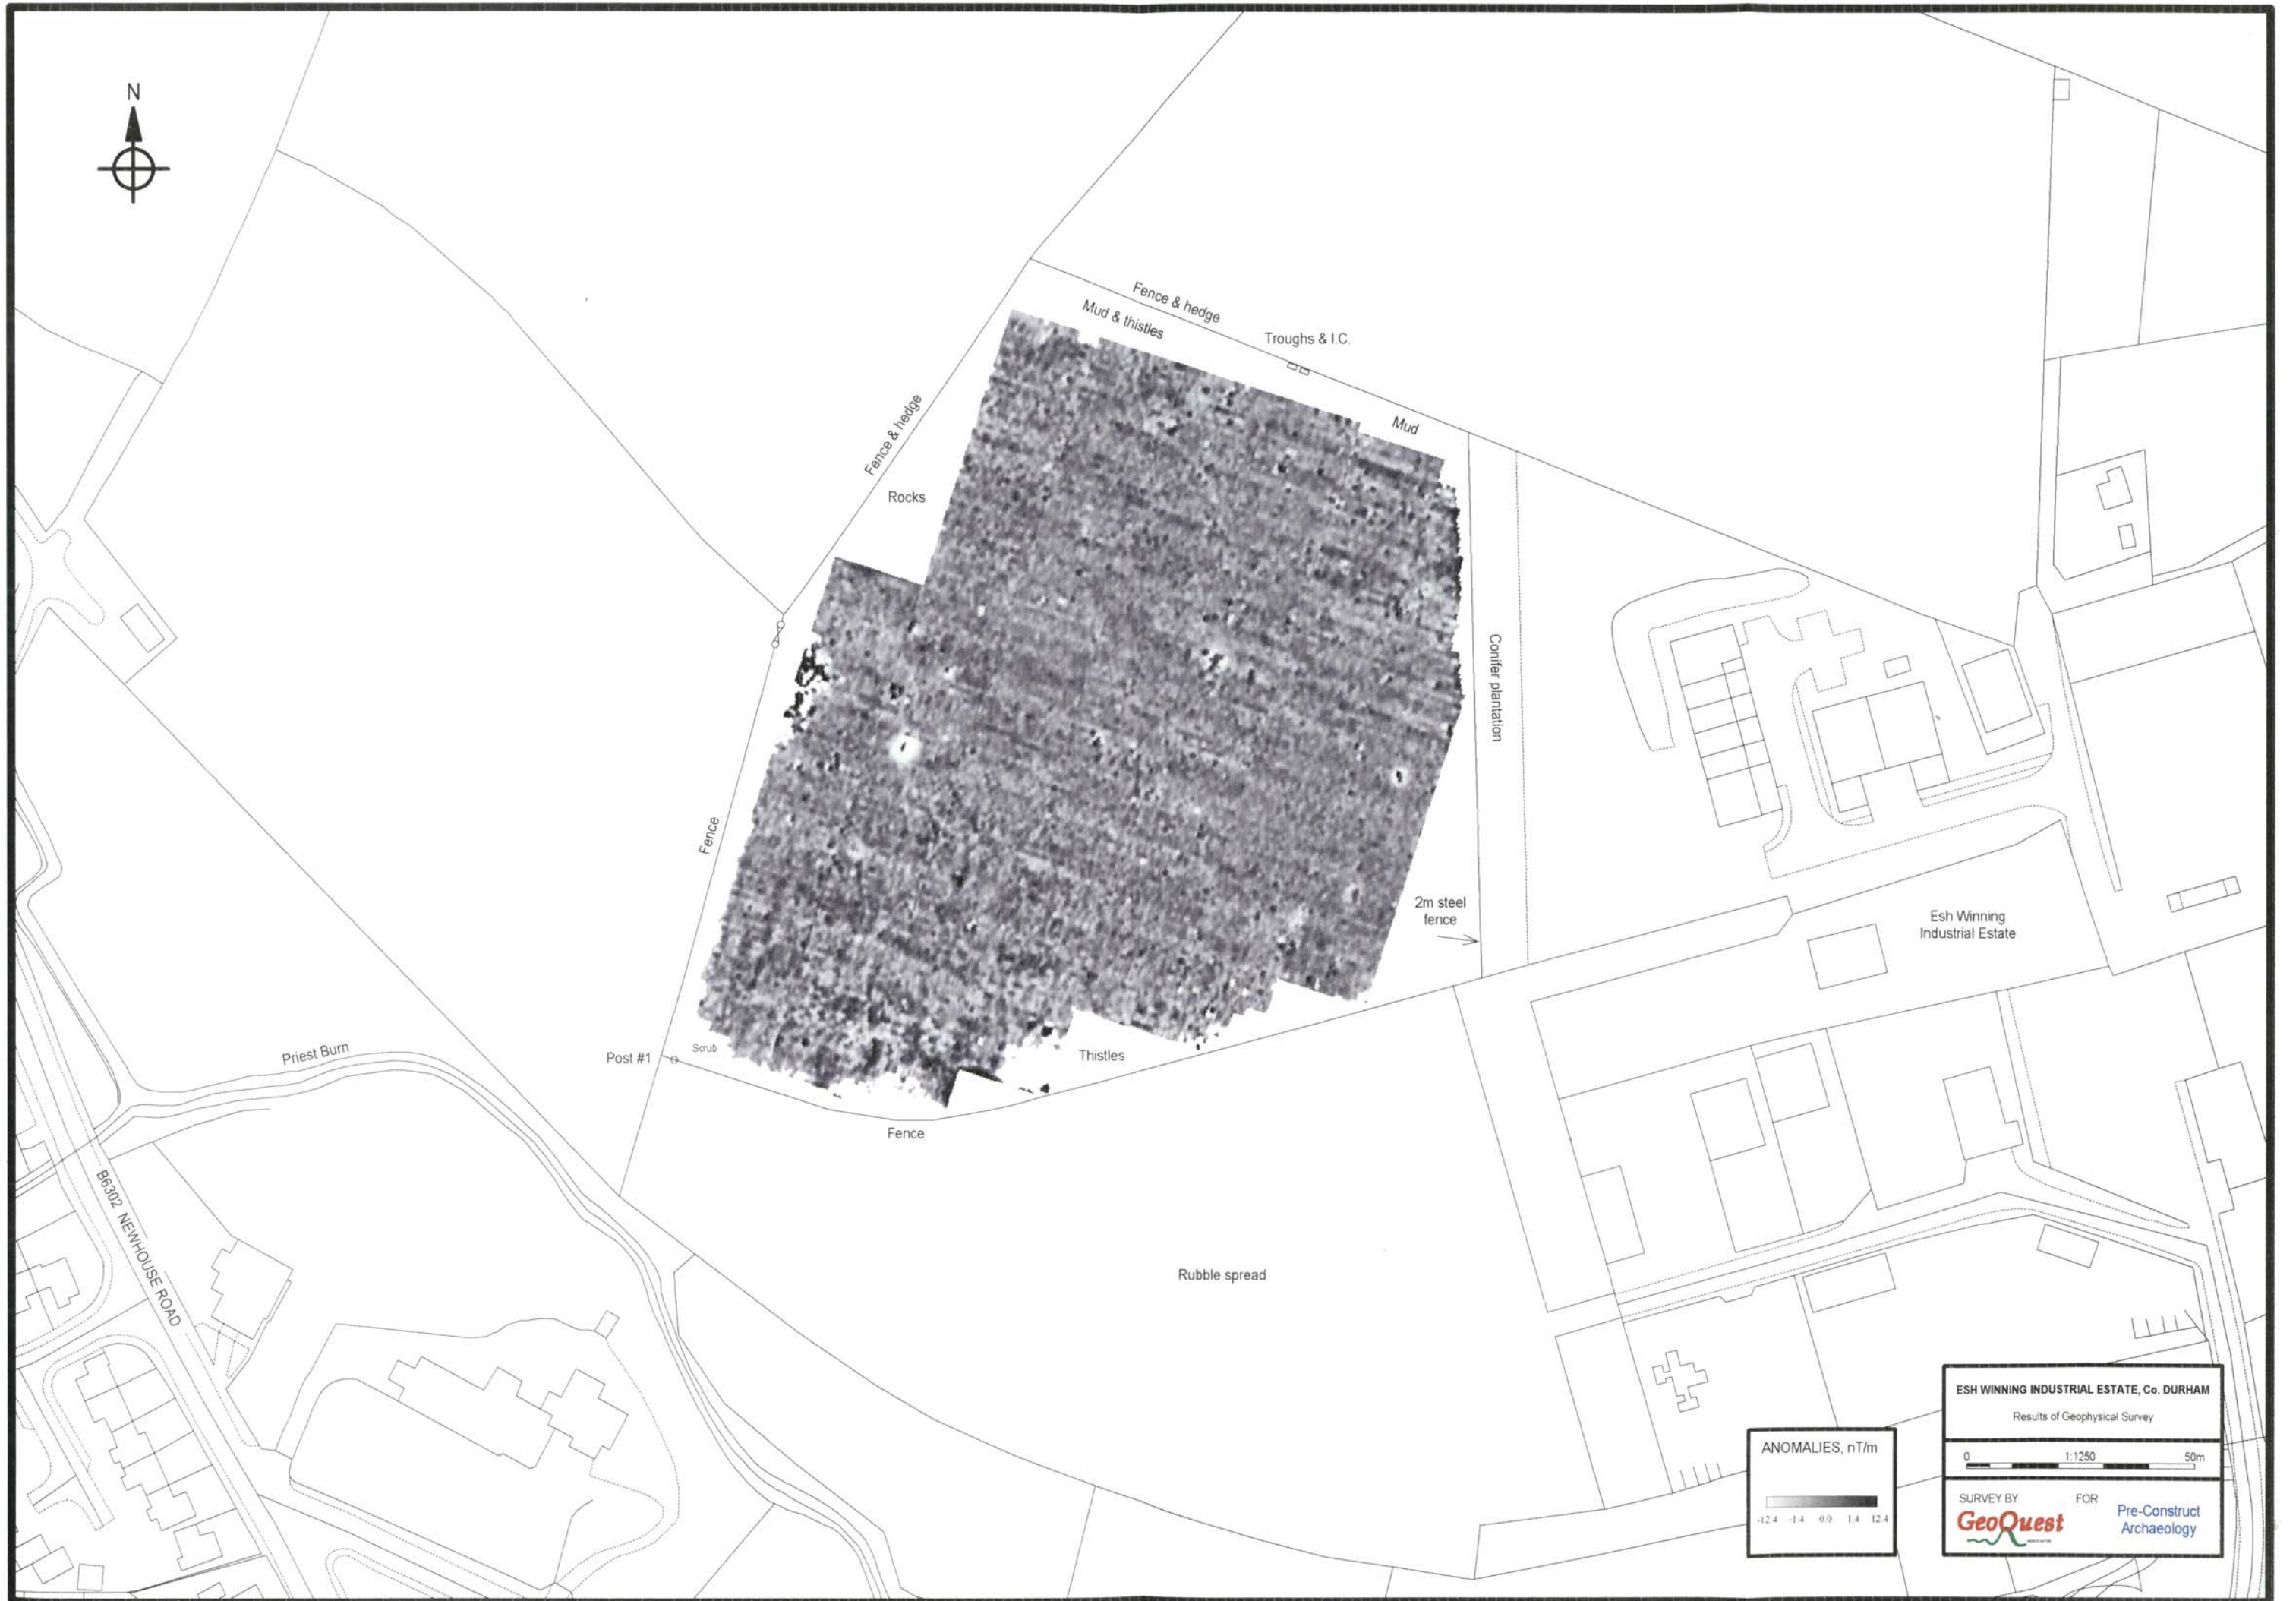 N
Fence & hedge
Mud & thistles
Troughs & I.C.
Mud
Fence & hedge
Rocks
Conifer plantation
Fence
2m steel
fence
Esh Winning
Industrial Estate
Priest Burn
Post #1
Scrub
Thistles
Fence
B6302 NEWHOUSE ROAD
Rubble spread
ANOMALIES, nT/m
-12.4 -1.4 0.0 1.4 12.4
ESH WINNING INDUSTRIAL ESTATE, Co. DURHAM
Results of Geophysical Survey
0 1:1250 50m
SURVEY BY FOR
GeoQuest
Pre-Construct
Archaeology